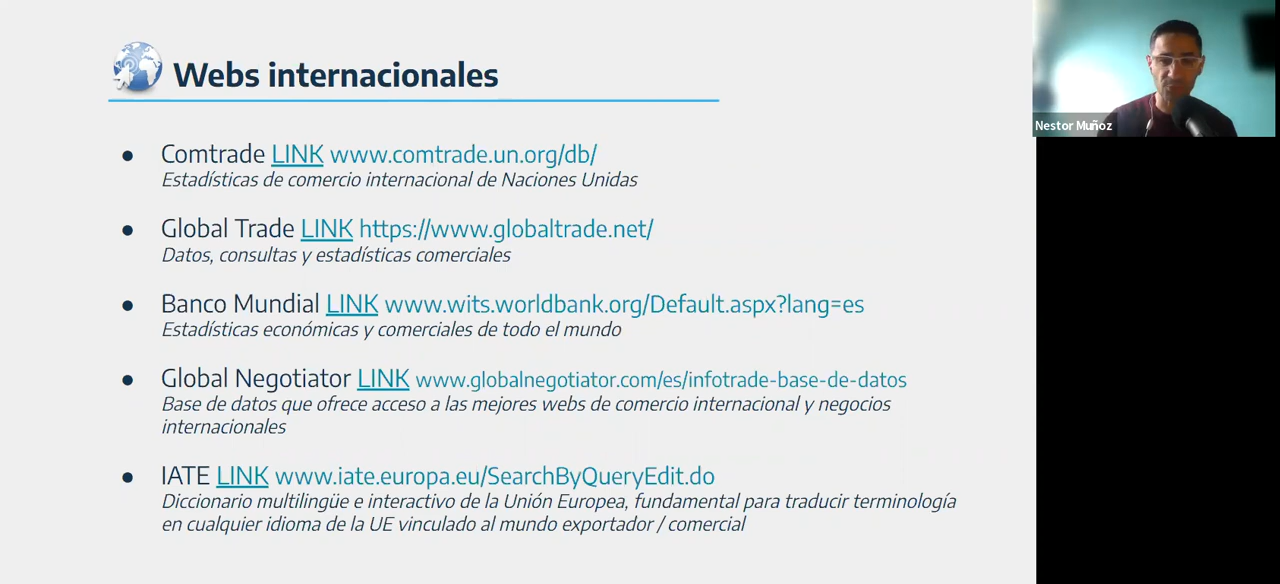 Webs internacionales
Nestor Muñoz
● Comtrade LINK www.comtrade.un.org/db/
Estadísticas de comercio internacional de Naciones Unidas
● Global Trade LINK https://www.globaltrade.net/
Datos, consultas y estadísticas comerciales
● Banco Mundial LINK www.wits.worldbank.org/Default.aspx?lang=es
Estadísticas económicas y comerciales de todo el mundo
● Global Negotiator LINK www.globalnegotiator.com/es/infotrade-base-de-datos
Base de datos que ofrece acceso a las mejores webs de comercio internacional y negocios
internacionales
● IATE LINK www.iate.europa.eu/SearchByQueryEdit.do
Diccionario multilingüe e interactivo de la Unión Europea, fundamental para traducir terminología
en cualquier idioma de la UE vinculado al mundo exportador / comercial